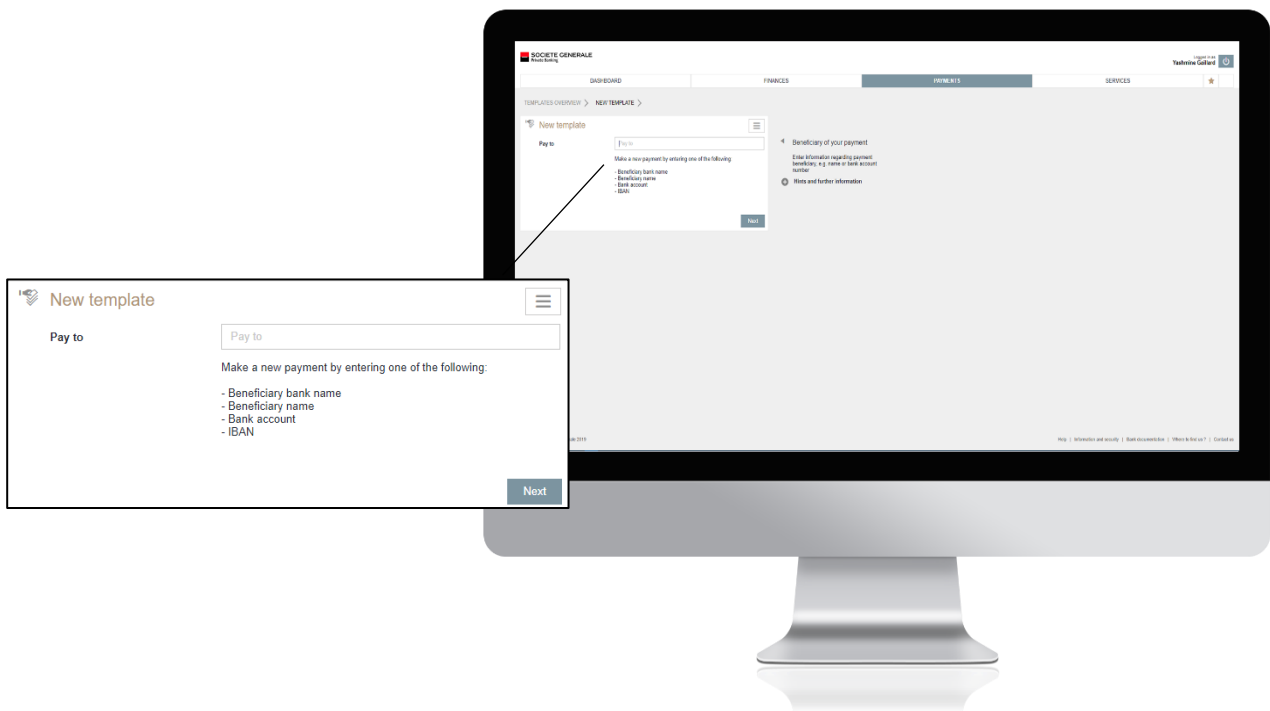 SOCIETE GENERALE
Private Banking
Logged in as
Yashmine Gallard
DASHBOARD
FINANCES
PAYMENTS
SERVICES
TEMPLATES OVERVIEW
NEW TEMPLATE
New template
Pay to
Pay to
Make a new payment by entering one of the following:
- Beneficiary bank name
- Beneficiary name
- Bank account
- IBAN
Next
Beneficiary of your payment
Enter information regarding payment
beneficiary, e.g. name or bank account
number
Hints and further information
2019
Help | Information and security | Bank documentation | Where to find us ? | Contact us
New template
Pay to
Pay to
Make a new payment by entering one of the following:
- Beneficiary bank name
- Beneficiary name
- Bank account
- IBAN
Next